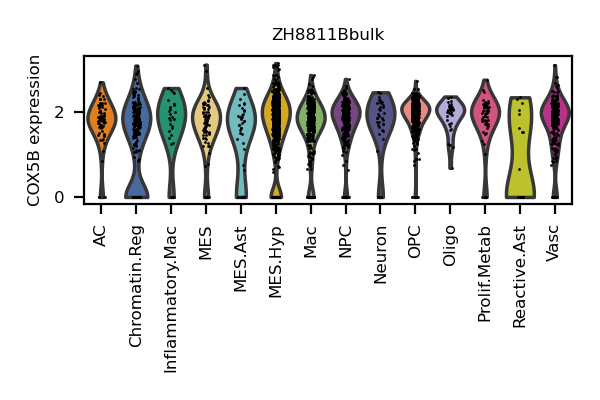 ZH8811Bbulk
COX5B expression
2
0
AC
Chromatin.Reg
Inflammatory.Mac
MES
MES.Ast
MES.Hyp
Mac
NPC
Neuron
OPC
Oligo
Prolif.Metab
Reactive.Ast
Vasc